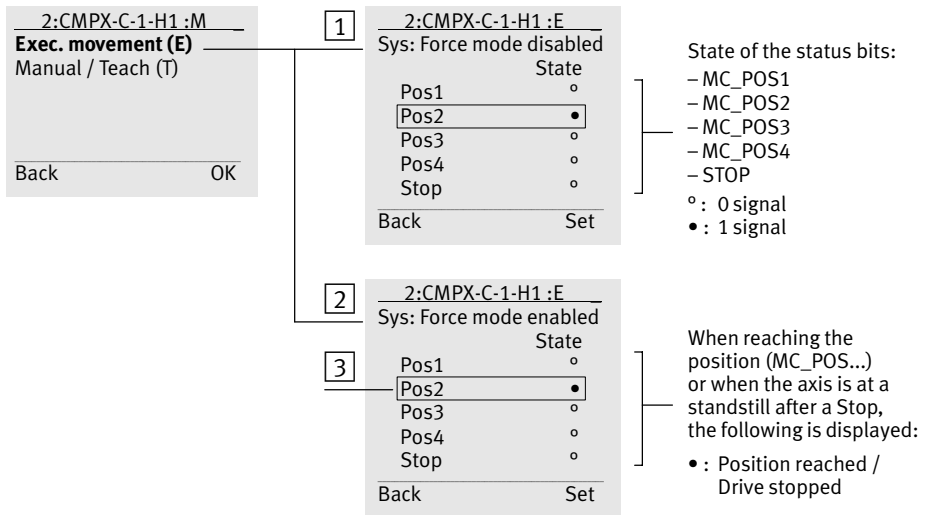 2:CMPX-C-1-H1 :M _
Exec. movement (E)
Manual / Teach (T)
Back OK
1
2:CMPX-C-1-H1 :E _
Sys: Force mode disabled
State
Pos1 º
Pos2 •
Pos3 º
Pos4 º
Stop º
Back Set
State of the status bits:
– MC_POS1
– MC_POS2
– MC_POS3
– MC_POS4
– STOP
º : 0 signal
• : 1 signal
2
2:CMPX-C-1-H1 :E _
Sys: Force mode enabled
State
3
Pos1 º
Pos2 •
Pos3 º
Pos4 º
Stop º
Back Set
When reaching the
position (MC_POS...)
or when the axis is at a
standstill after a Stop,
the following is displayed:
• : Position reached /
Drive stopped